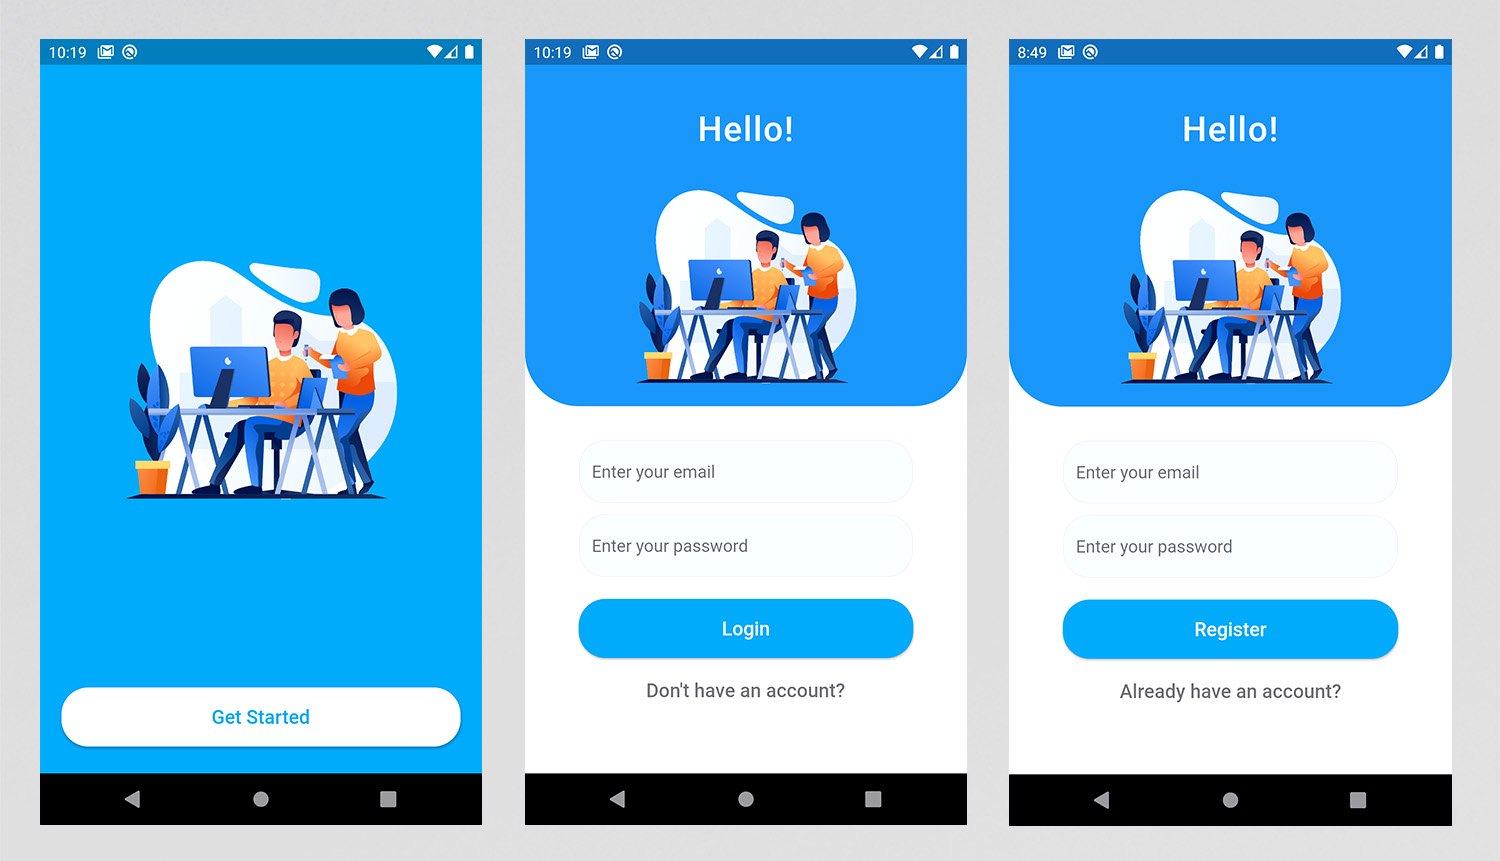 10:19
Get Started
10:19
Hello!
Enter your email
Enter your password
Login
Don't have an account?
8:49
Hello!
Enter your email
Enter your password
Register
Already have an account?